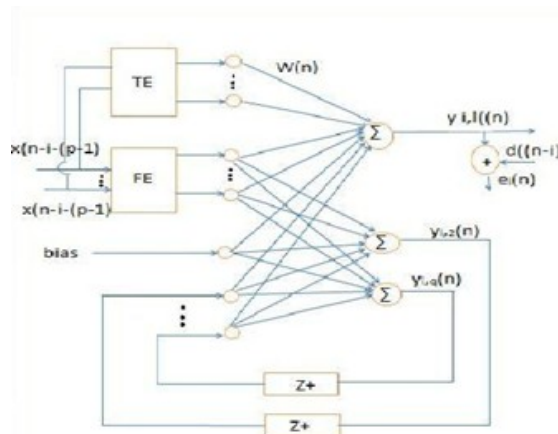 TE
W(n)
y i,l((n)
x(n-i-(p-1)
FE
d((n-i)
+
eᵢ(n)
x(n-i-(p-1)
bias
Σ
yᵢ,₂(n)
Σ
yᵢ,q(n)
Σ
Z+
Z+